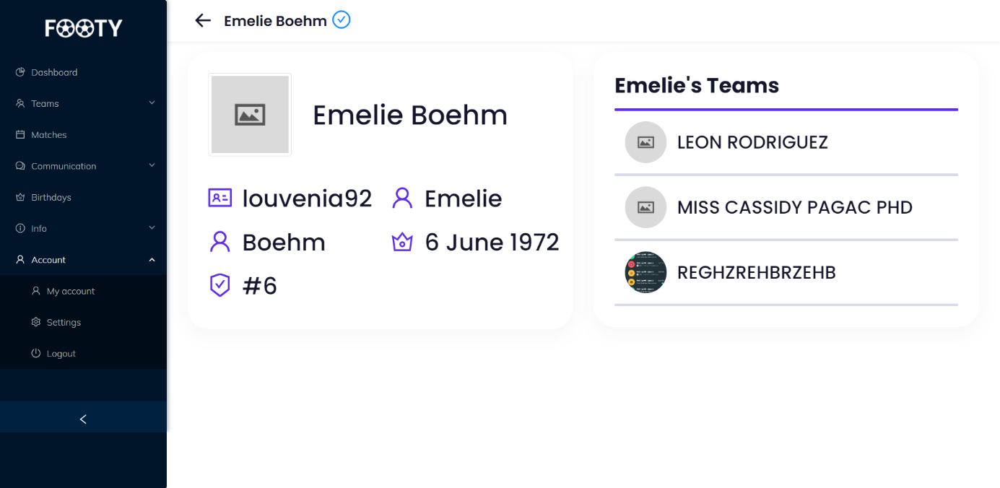 FOOTY
Dashboard
Teams
Matches
Communication
Birthdays
Info
Account
My account
Settings
Logout
Emelie Boehm
Emelie Boehm
louvenia92
Emelie
Boehm
6 June 1972
#6
Emelie's Teams
LEON RODRIGUEZ
MISS CASSIDY PAGAC PHD
REGHZREHBRZEHB